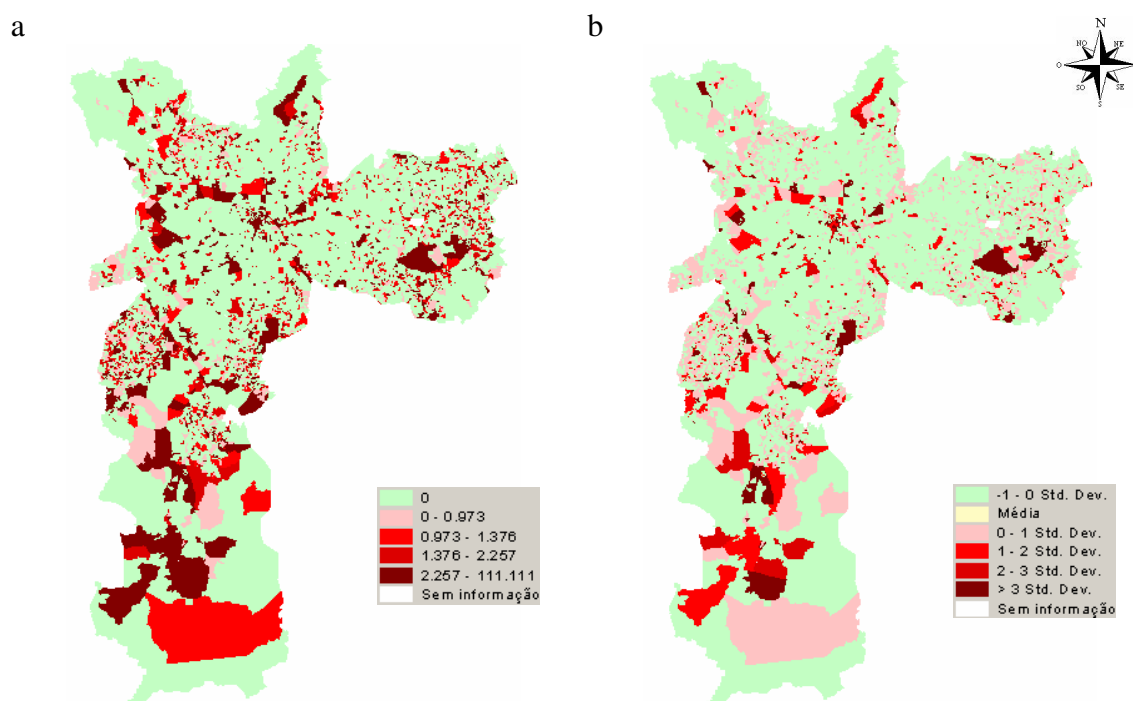 a
b
N
NO
NE
O
SO
SE
S
0
0 - 0.973
0.973 - 1.376
1.376 - 2.257
2.257 - 111.111
Sem informação
-1 - 0 Std. Dev.
Média
0 - 1 Std. Dev.
1 - 2 Std. Dev.
2 - 3 Std. Dev.
> 3 Std. Dev.
Sem informação